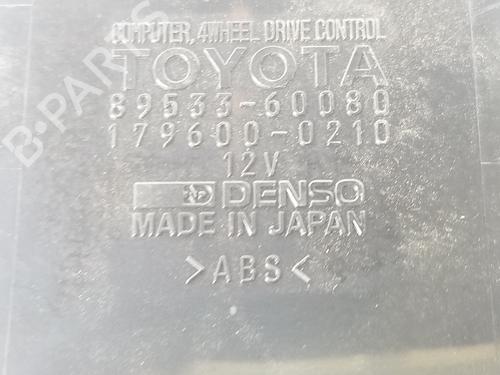 COMPUTER, 4WHEEL DRIVE CONTROL
TOYOTA
89533-60080
179600-0210
12V
DENSO
MADE IN JAPAN
>ABS<
B-PARTS